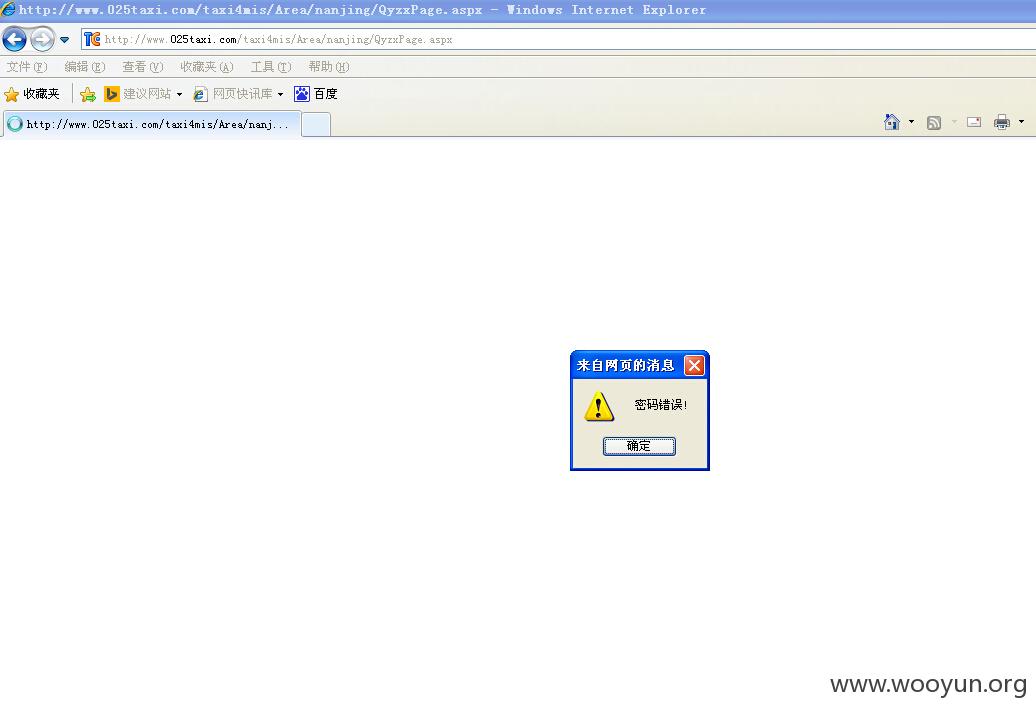 http://www.025taxi.com/taxi4mis/Area/nanjing/QyzxPage.aspx - Windows Internet Explorer
http://www.025taxi.com/taxi4mis/Area/nanjing/QyzxPage.aspx
文件(F) 编辑(E) 查看(V) 收藏夹(A) 工具(T) 帮助(H)
收藏夹 建议网站 网页快讯库 百度
http://www.025taxi.com/taxi4mis/Area/nanj...
来自网页的消息
密码错误!
确定
www.wooyun.org